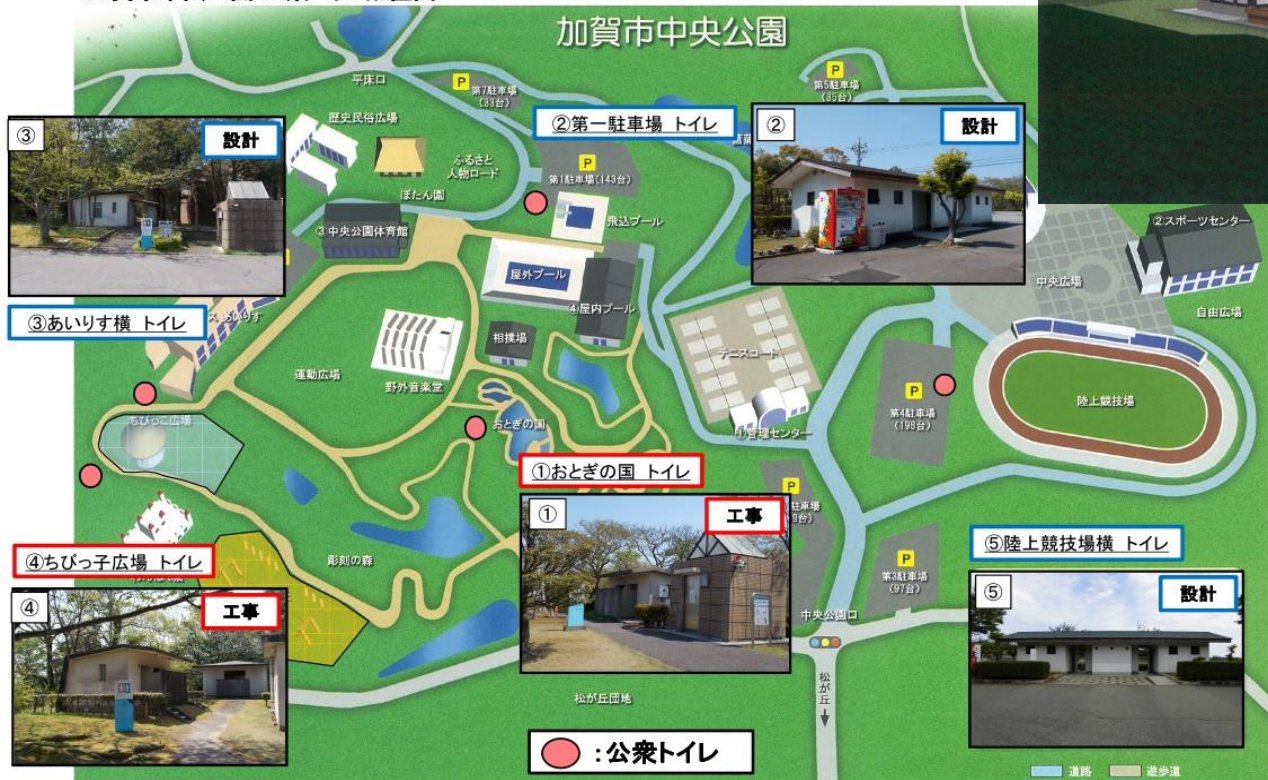 加賀市中央公園
平床口
P
第7駐車場
(33台)
P
第5駐車場
(35台)
③
設計
歴史民俗広場
②第一駐車場 トイレ
②
設計
ふるさと
人物ロード
P
第1駐車場(143台)
ぼたん園
飛込プール
③中央公園体育館
②スポーツセンター
屋外プール
中央広場
④屋内プール
自由広場
③あいりす横 トイレ
あいりす
相撲場
テニスコート
運動広場
野外音楽堂
P
第4駐車場
(198台)
陸上競技場
ちびっこ広場
おとぎの国
①管理センター
①おとぎの国 トイレ
P
駐車場
①
工事
⑤陸上競技場横 トイレ
④ちびっ子広場 トイレ
彫刻の森
P
第3駐車場
(97台)
④
工事
⑤
設計
中央公園口
松が丘
松が丘団地
:公衆トイレ
道路
遊歩道